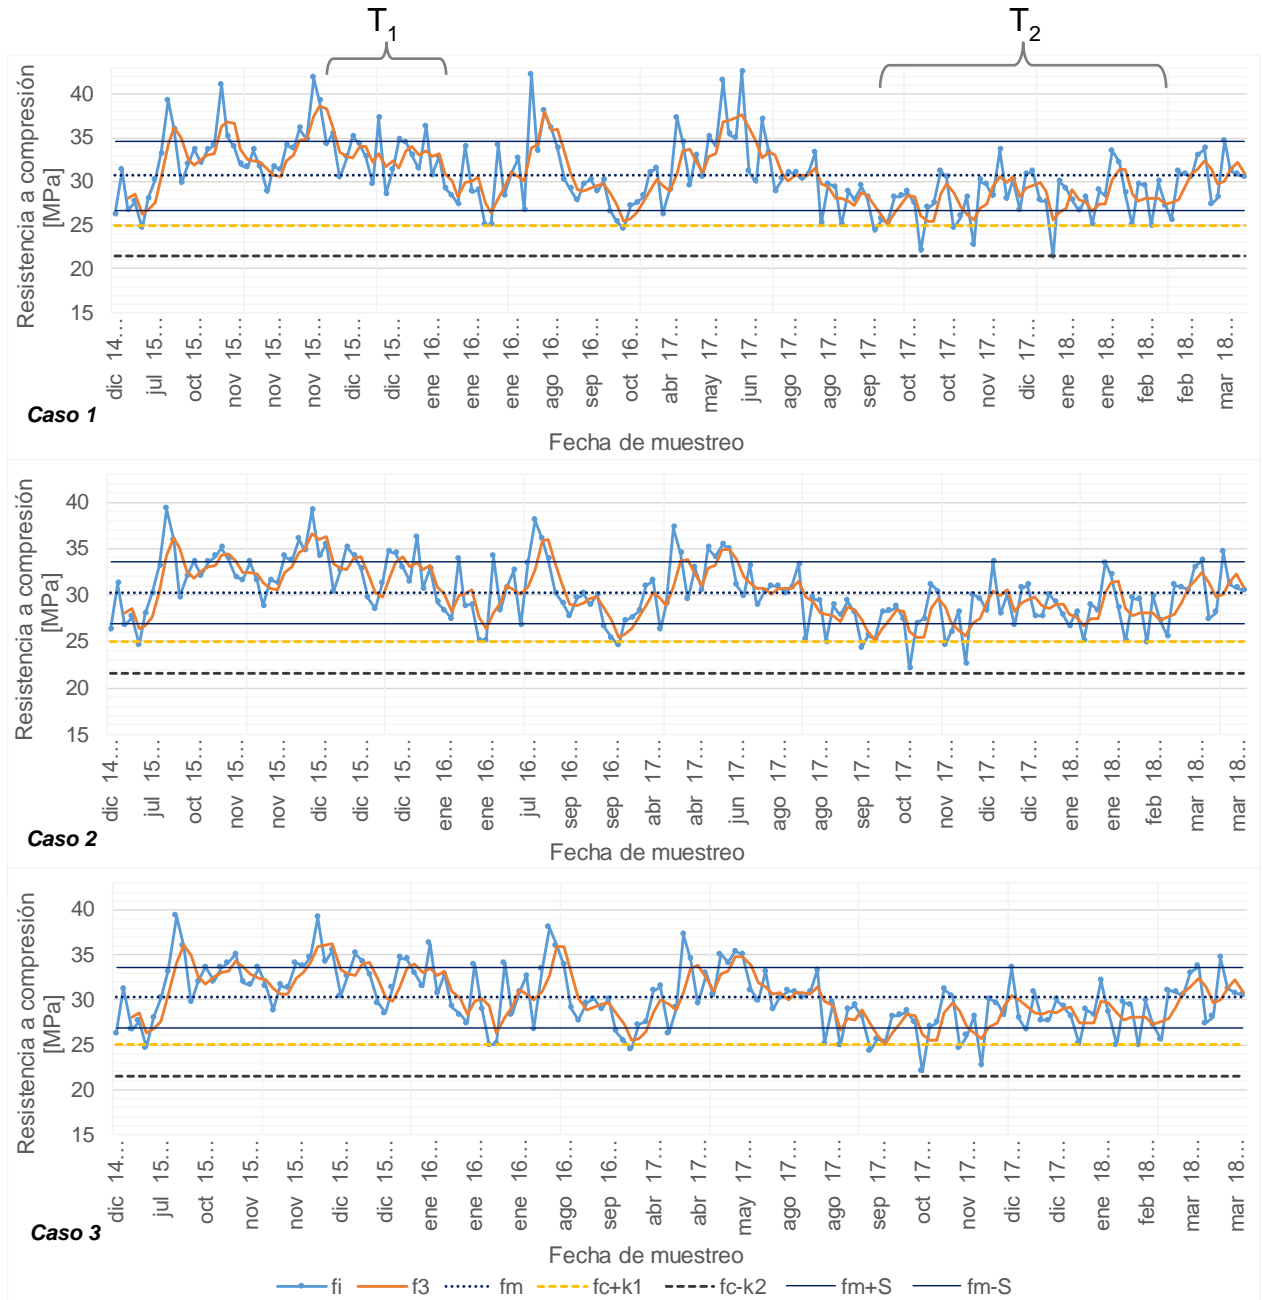 T1
T2
Resistencia a compresión
[MPa]
40
35
30
25
20
15
dic 14…
jul 15…
oct 15…
nov 15…
nov 15…
nov 15…
dic 15…
dic 15…
ene 16…
ene 16…
ene 16…
ago 16…
sep 16…
oct 16…
abr 17…
may 17…
jun 17…
ago 17…
ago 17…
sep 17…
oct 17…
oct 17…
nov 17…
dic 17…
ene 18…
ene 18…
feb 18…
feb 18…
mar 18…
Caso 1
Fecha de muestreo
Resistencia a compresión
[MPa]
40
35
30
25
20
15
dic 14…
jul 15…
oct 15…
nov 15…
nov 15…
dic 15…
dic 15…
dic 15…
ene 16…
ene 16…
jul 16…
sep 16…
sep 16…
abr 17…
abr 17…
jun 17…
ago 17…
ago 17…
sep 17…
oct 17…
nov 17…
dic 17…
dic 17…
ene 18…
ene 18…
feb 18…
mar 18…
mar 18…
Caso 2
Fecha de muestreo
Resistencia a compresión
[MPa]
40
35
30
25
20
15
dic 14…
jul 15…
oct 15…
nov 15…
nov 15…
dic 15…
dic 15…
ene 16…
ene 16…
ene 16…
ago 16…
sep 16…
abr 17…
abr 17…
may 17…
ago 17…
ago 17…
sep 17…
oct 17…
nov 17…
dic 17…
dic 17…
ene 18…
feb 18…
mar 18…
mar 18…
Caso 3
Fecha de muestreo
fi f3 fm fc+k1 fc-k2 fm+S fm-S